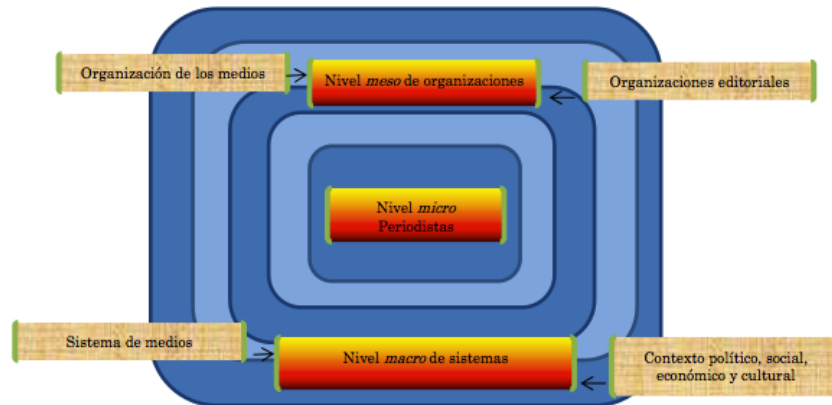 Organización de los medios
Nivel meso de organizaciones
Organizaciones editoriales
Nivel micro
Periodistas
Sistema de medios
Nivel macro de sistemas
Contexto político, social,
económico y cultural